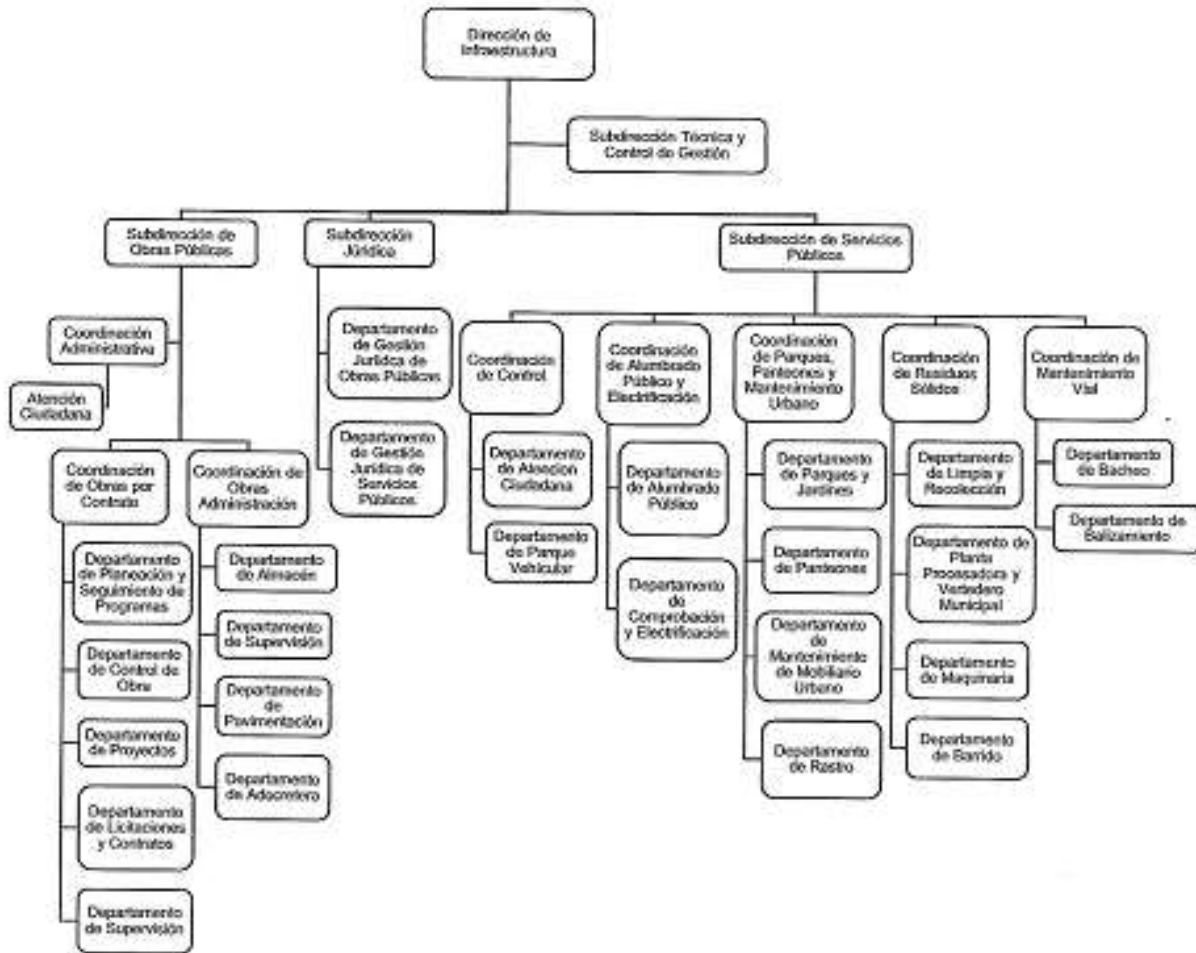 Dirección de
Infraestructura
Subdirección Técnica y
Control de Gestión
Subdirección de
Obras Públicas
Subdirección
Jurídica
Subdirección de Servicios
Públicos
Coordinación
Administrativa
Atención
Ciudadana
Coordinación
de Obras por
Contrato
Departamento
de Planeación y
Seguimiento de
Programas
Departamento
de Control de
Obra
Departamento
de Proyectos
Departamento
de Licitaciones
y Contratos
Departamento
de Supervisión
Coordinación de
Obras
Administración
Departamento
de Almacén
Departamento
de Supervisión
Departamento
de
Pavimentación
Departamento
de Adocretera
Departamento
de Gestión
Jurídca de
Obras Públicas
Departamento
de Gestión
Jurídica de
Servicios
Públicos
Coordinación
de Control
Departamento
de Atencion
Ciudadana
Departamento
de Parque
Vehicular
Coordinación
de Alumbrado
Público y
Electrificación
Departamento
de Alumbrado
Público
Departamento
de
Comprobación
y Electrificación
Coordinación
de Parques,
Panteones y
Mantenimiento
Urbano
Departamento
de Parques y
Jardines
Departamento
de Panteones
Departamento
de
Mantenimiento
de Mobiliario
Urbano
Departamento
de Rastro
Coordinación
de Residuos
Sólidos
Departamento
de Limpia y
Recolección
Departamento de
Planta
Procesadora y
Vertedero
Municipal
Departamento
de Maquinaria
Departamento
de Barrido
Coordinación de
Mantenimiento
Vial
Departamento
de Bacheo
Departamento de
Balizamiento